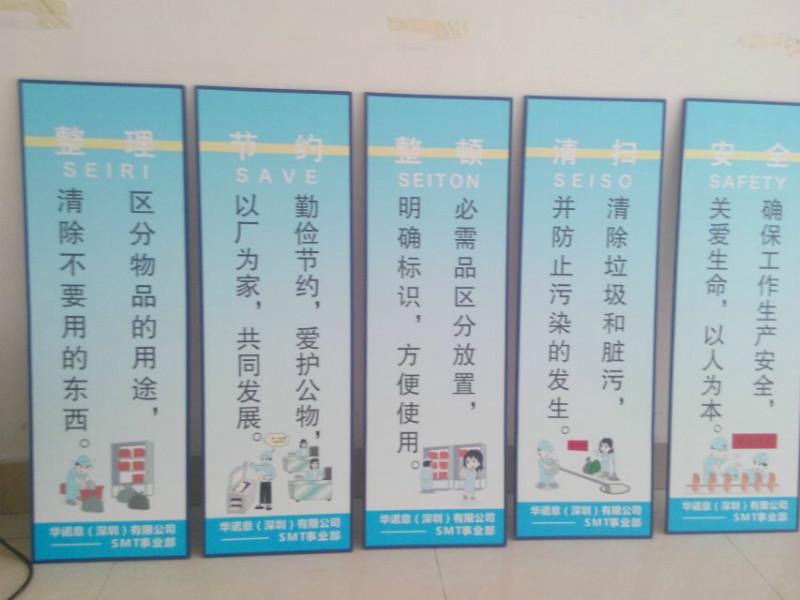 整理
SEIRI
区分物品的用途，
清除不要用的东西。
华诺意（深圳）有限公司
SMT事业部
节约
SAVE
勤俭节约，爱护公物，
以厂为家，共同发展。
华诺意（深圳）有限公司
SMT事业部
整顿
SEITON
必需品区分放置，
明确标识，方便使用。
华诺意（深圳）有限公司
SMT事业部
清扫
SEISO
清除垃圾和脏污，
并防止污染的发生。
华诺意（深圳）有限公司
SMT事业部
安全
SAFETY
确保工作生产安全，
关爱生命，以人为本。
华诺意（深圳）有限公司
SMT事业部